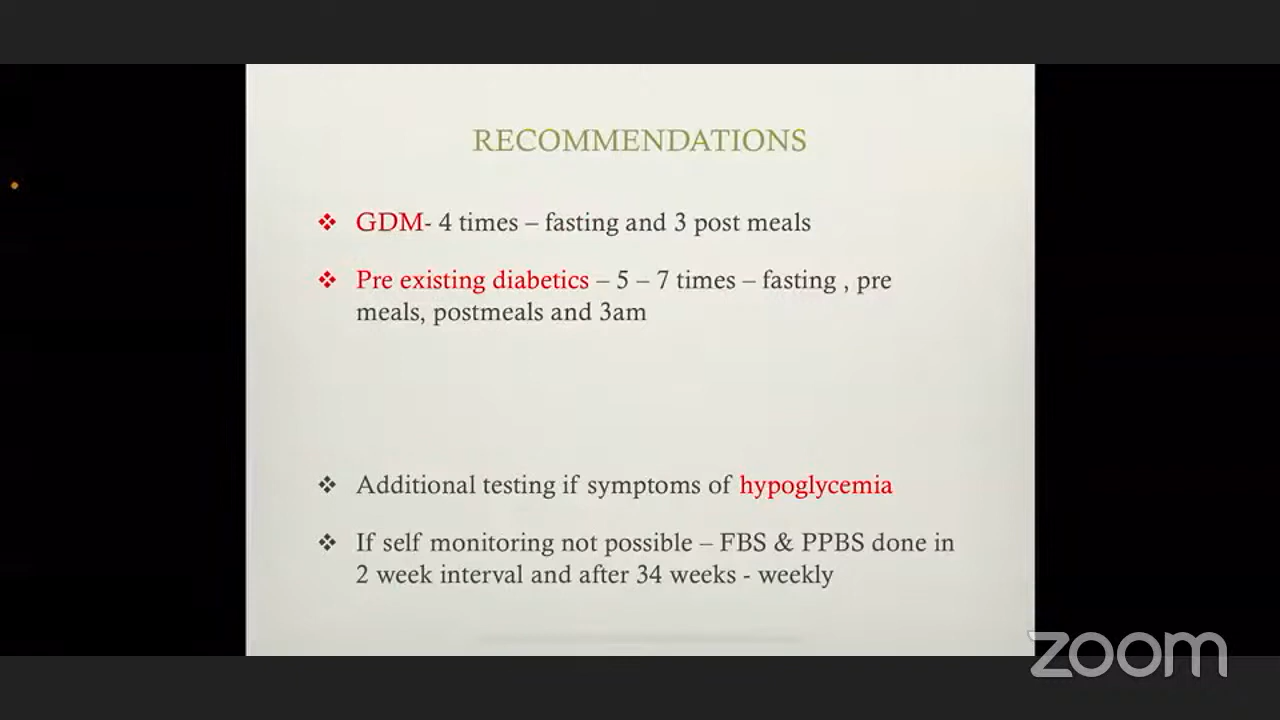 RECOMMENDATIONS
❖ GDM- 4 times – fasting and 3 post meals
❖ Pre existing diabetics – 5 – 7 times – fasting , pre
meals, postmeals and 3am
❖ Additional testing if symptoms of hypoglycemia
❖ If self monitoring not possible – FBS & PPBS done in
2 week interval and after 34 weeks - weekly
zoom